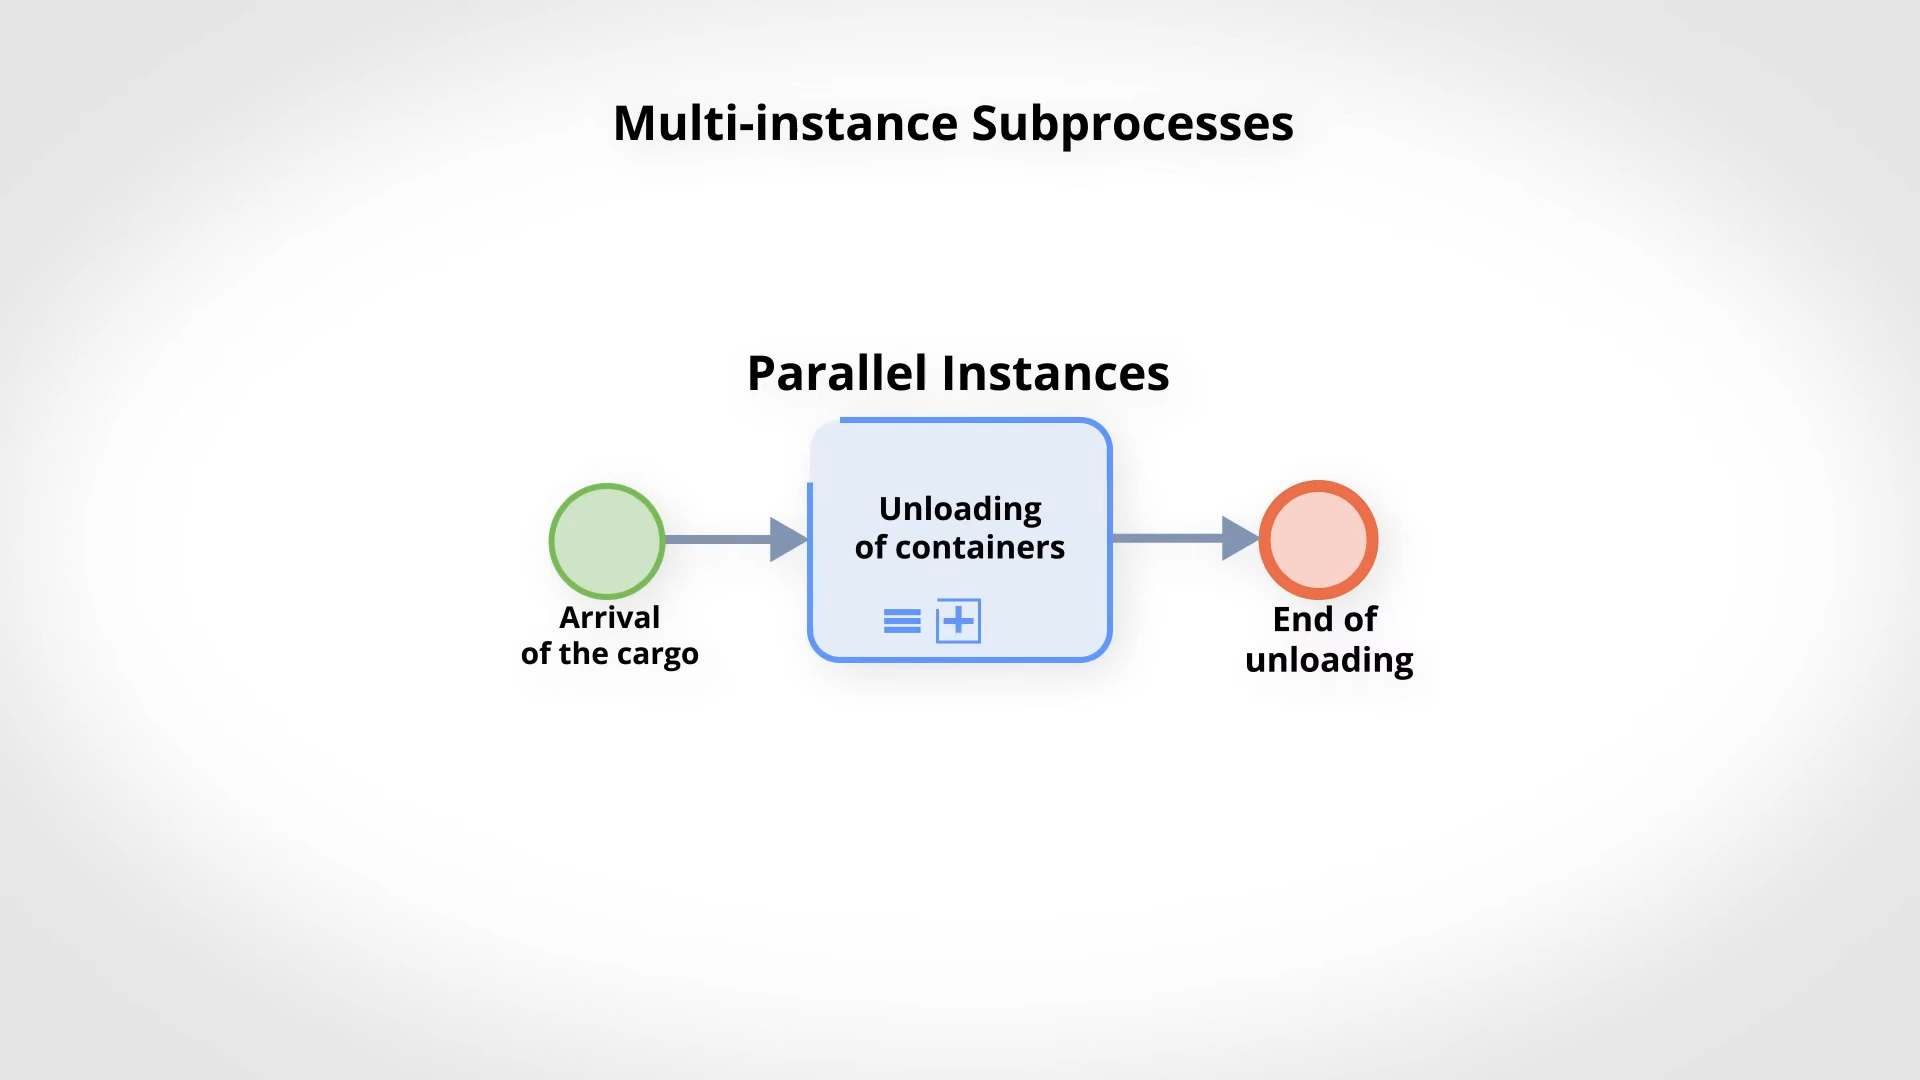 Multi-instance Subprocesses
Parallel Instances
Unloading
of containers
Arrival
of the cargo
End of
unloading